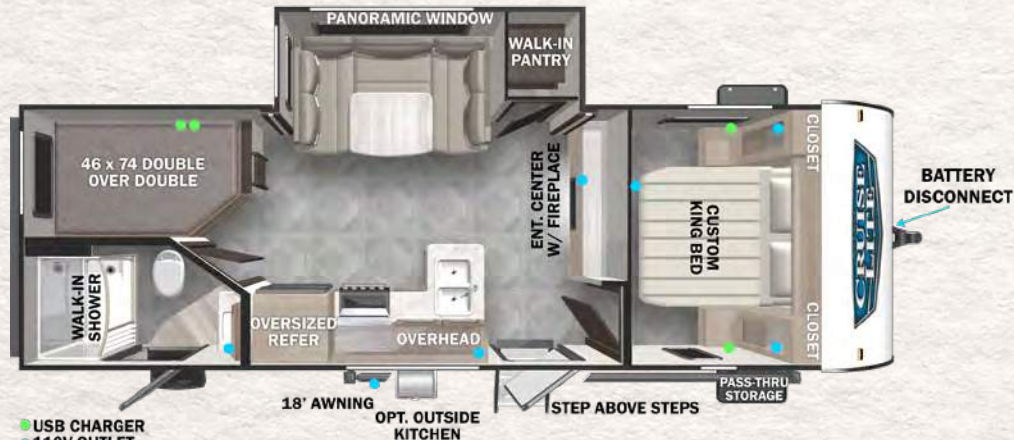 PANORAMIC WINDOW
WALK-IN
PANTRY
46 x 74 DOUBLE
OVER DOUBLE
ENT. CENTER
W/ FIREPLACE
CUSTOM
KING BED
CLOSET
CLOSET
CRUISE
LITE
BATTERY
DISCONNECT
WALK-IN
SHOWER
OVERSIZED
REFER
OVERHEAD
PASS-THRU
STORAGE
18' AWNING
OPT. OUTSIDE
KITCHEN
STEP ABOVE STEPS
USB CHARGER
110V OUTLET